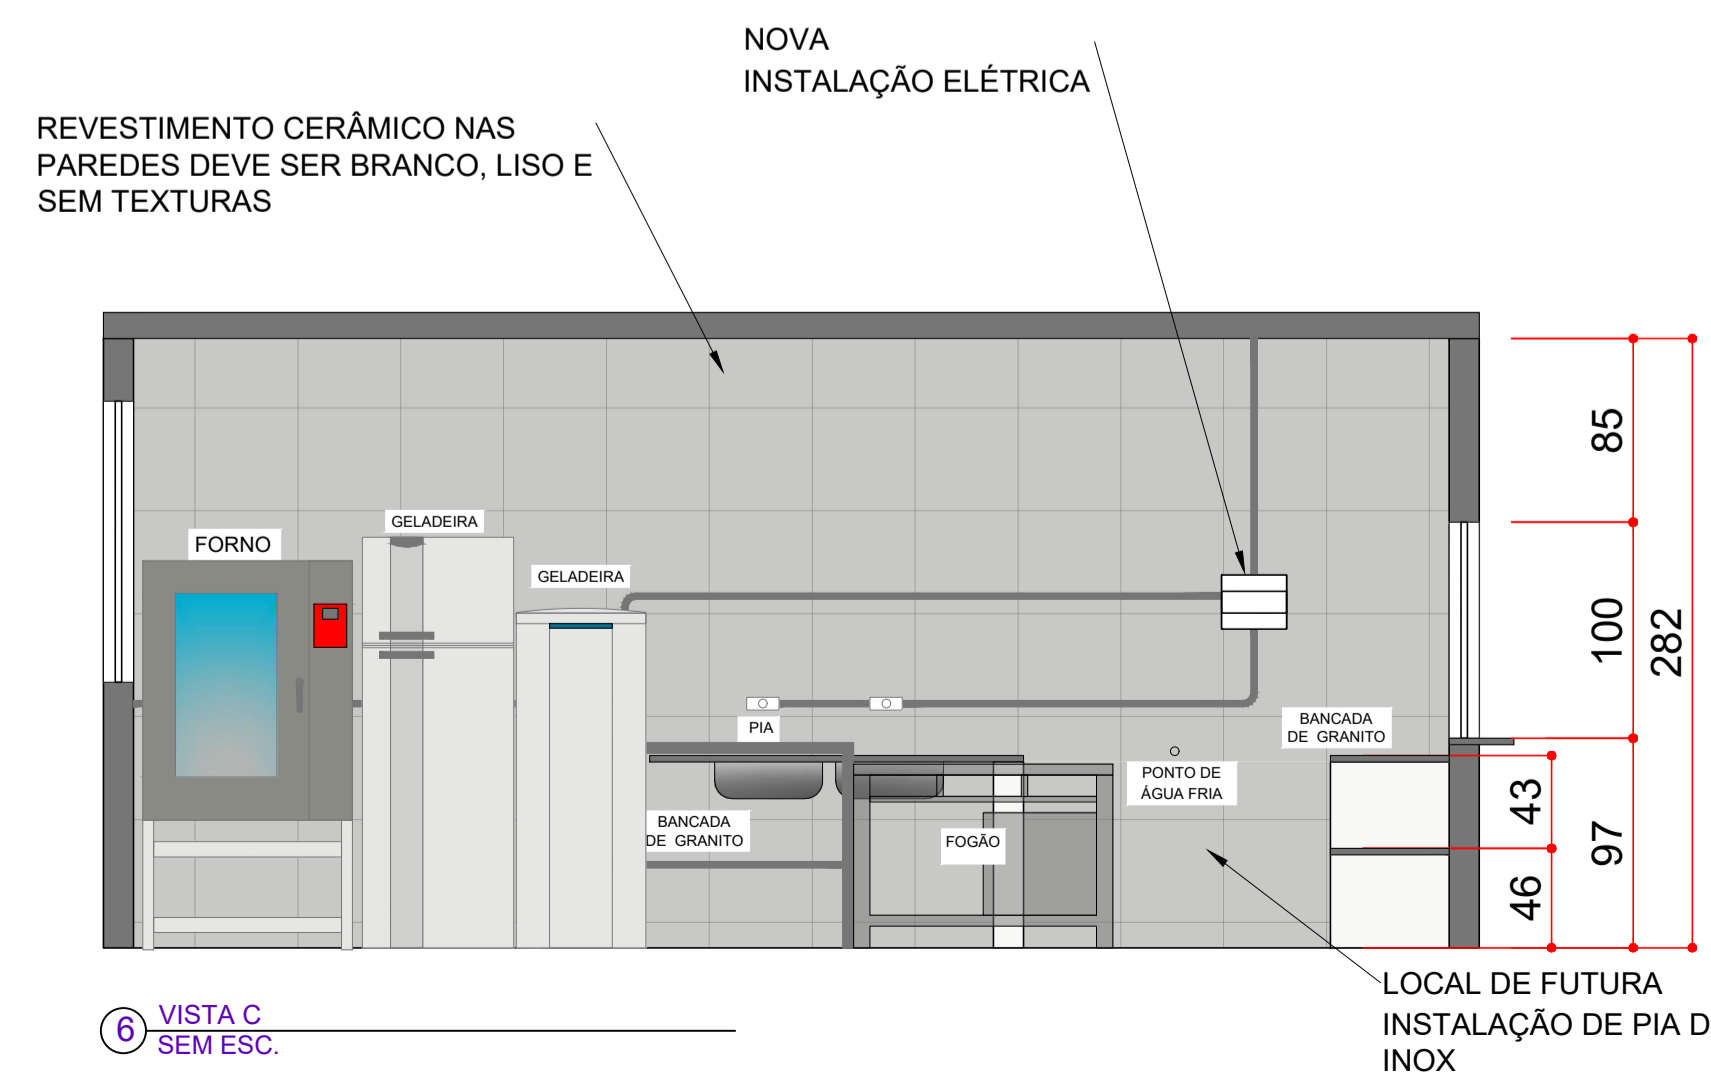 NOVA
INSTALAÇÃO ELÉTRICA
REVESTIMENTO CERÂMICO NAS
PAREDES DEVE SER BRANCO, LISO E
SEM TEXTURAS
GELADEIRA
FORNO
GELADEIRA
PIA
BANCADA
DE GRANITO
PONTO DE
ÁGUA FRIA
BANCADA
DE GRANITO
FOGÃO
85
100
282
43
97
46
LOCAL DE FUTURA
INSTALAÇÃO DE PIA D
INOX
6
VISTA C
SEM ESC.